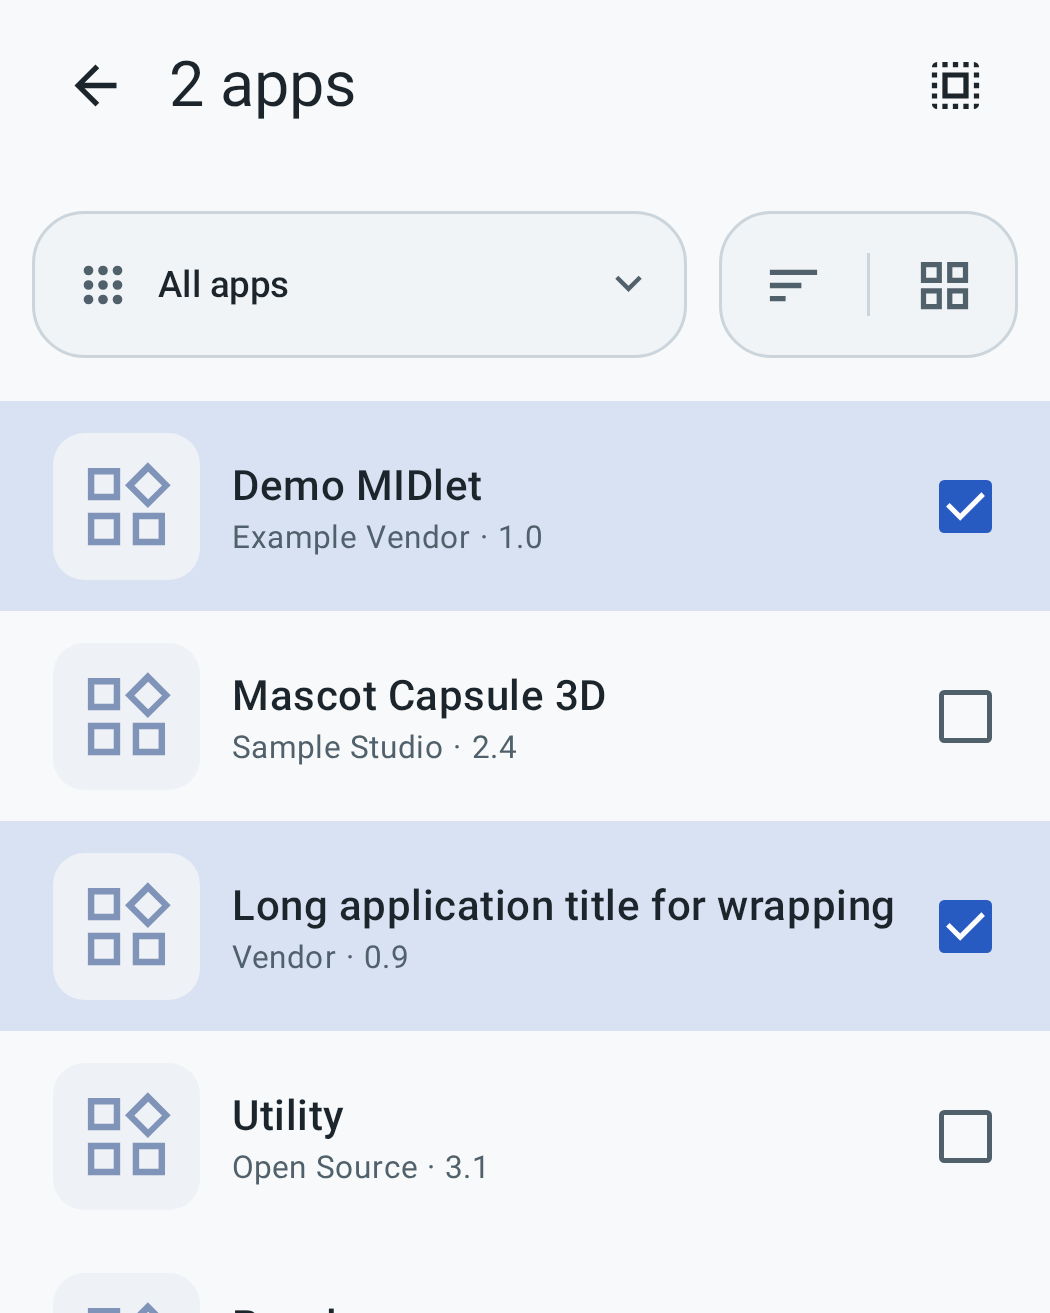 2 apps
All apps
Demo MIDlet
Example Vendor · 1.0
Mascot Capsule 3D
Sample Studio · 2.4
Long application title for wrapping
Vendor · 0.9
Utility
Open Source · 3.1